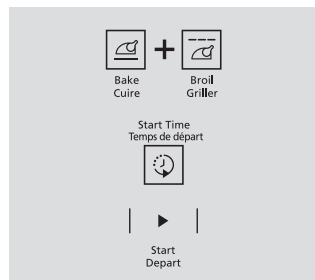 Bake Broil
Cuire Griller
Start Time
Temps de départ
Start
Depart